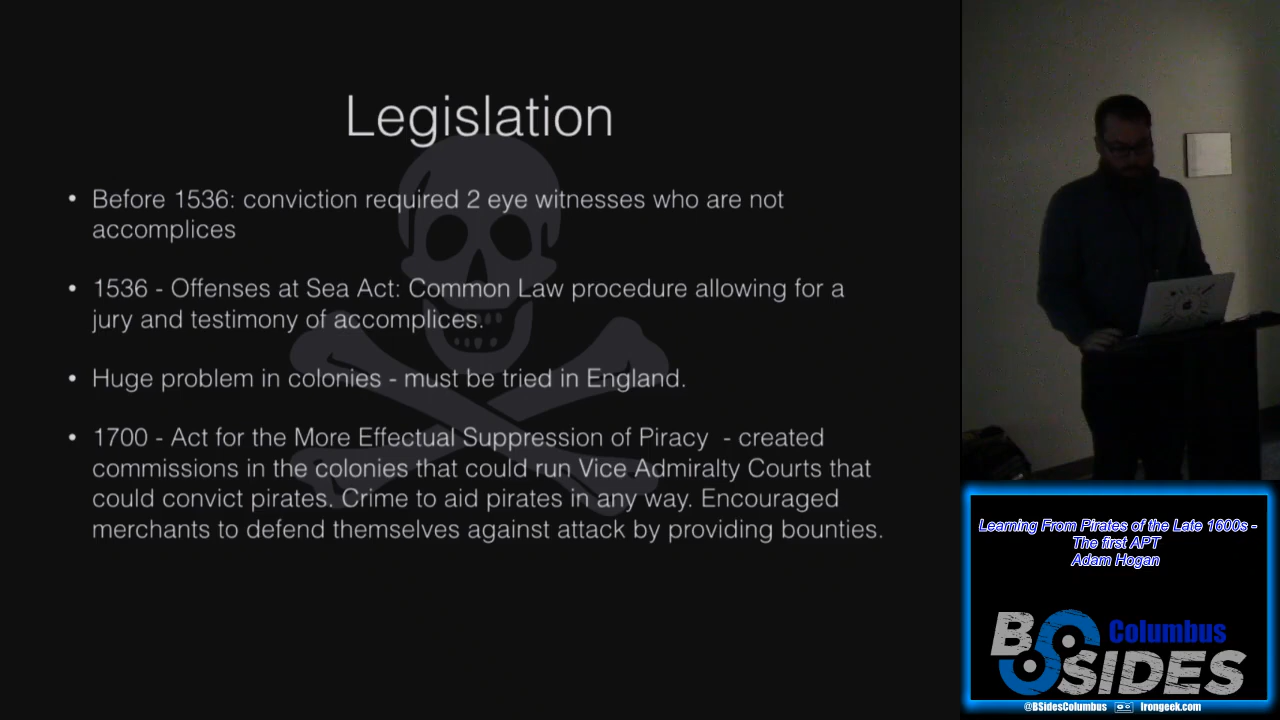 Legislation
• Before 1536: conviction required 2 eye witnesses who are not
accomplices
• 1536 - Offenses at Sea Act: Common Law procedure allowing for a
jury and testimony of accomplices.
• Huge problem in colonies - must be tried in England.
• 1700 - Act for the More Effectual Suppression of Piracy - created
commissions in the colonies that could run Vice Admiralty Courts that
could convict pirates. Crime to aid pirates in any way. Encouraged
merchants to defend themselves against attack by providing bounties.
Learning From Pirates of the Late 1600s -
The first APT
Adam Hogan
BSIDES Columbus
@BSidesColumbus Irongeek.com